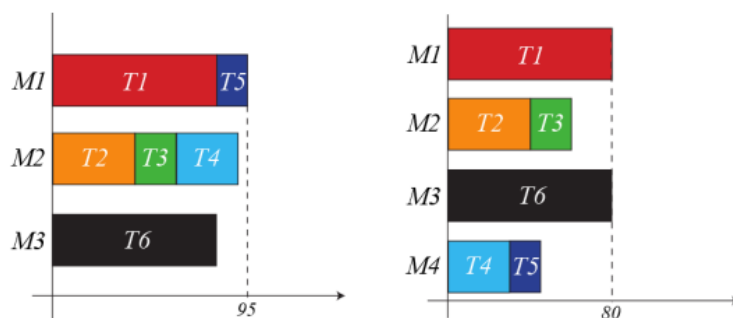 M1 T1 T5
M2 T2 T3 T4
M3 T6
95
M1 T1
M2 T2 T3
M3 T6
M4 T4 T5
80